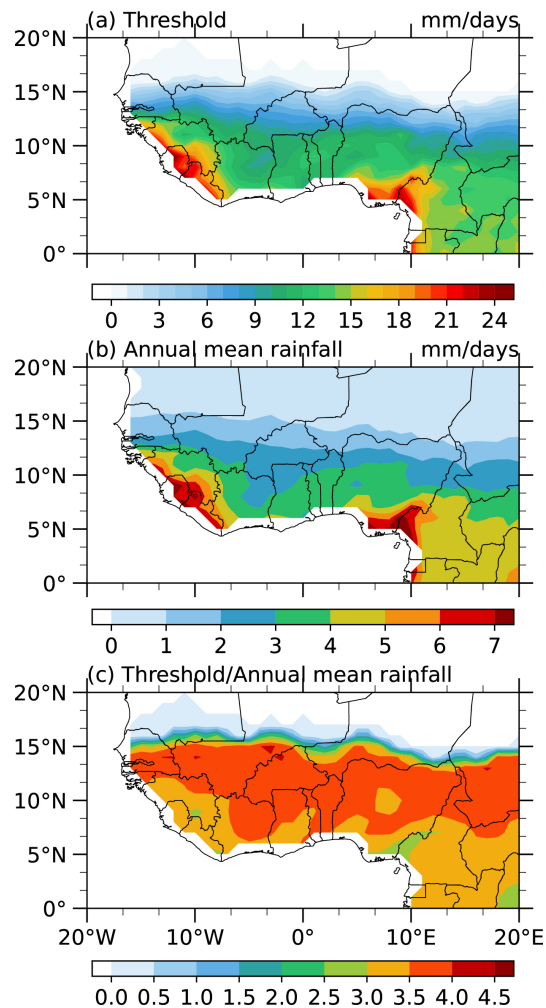 (a) Threshold mm/days
20°N
15°N
10°N
5°N
0°
0 3 6 9 12 15 18 21 24
(b) Annual mean rainfall mm/days
20°N
15°N
10°N
5°N
0°
0 1 2 3 4 5 6 7
(c) Threshold/Annual mean rainfall
20°N
15°N
10°N
5°N
0°
20°W 10°W 0° 10°E 20°E
0.0 0.5 1.0 1.5 2.0 2.5 3.0 3.5 4.0 4.5